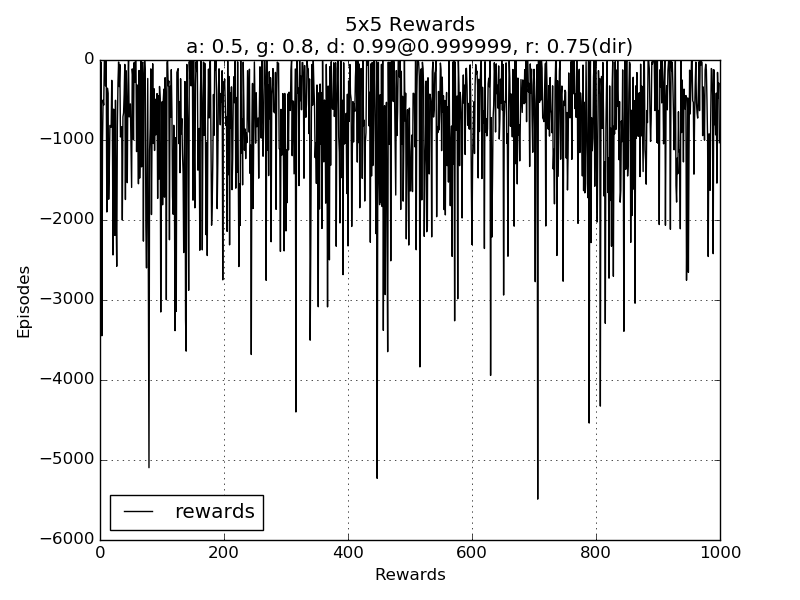 5x5 Rewards
a: 0.5, g: 0.8, d: 0.99@0.999999, r: 0.75(dir)
0
−1000
−2000
−3000
−4000
−5000
−6000
Episodes
rewards
0 200 400 600 800 1000
Rewards